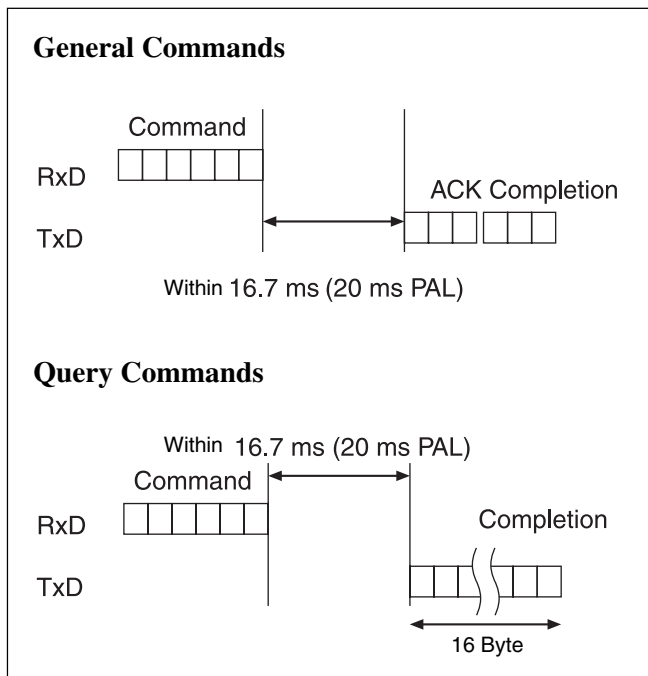 General Commands
Command
RxD
ACK Completion
TxD
Within 16.7 ms (20 ms PAL)
Query Commands
Within 16.7 ms (20 ms PAL)
Command
RxD
Completion
TxD
16 Byte